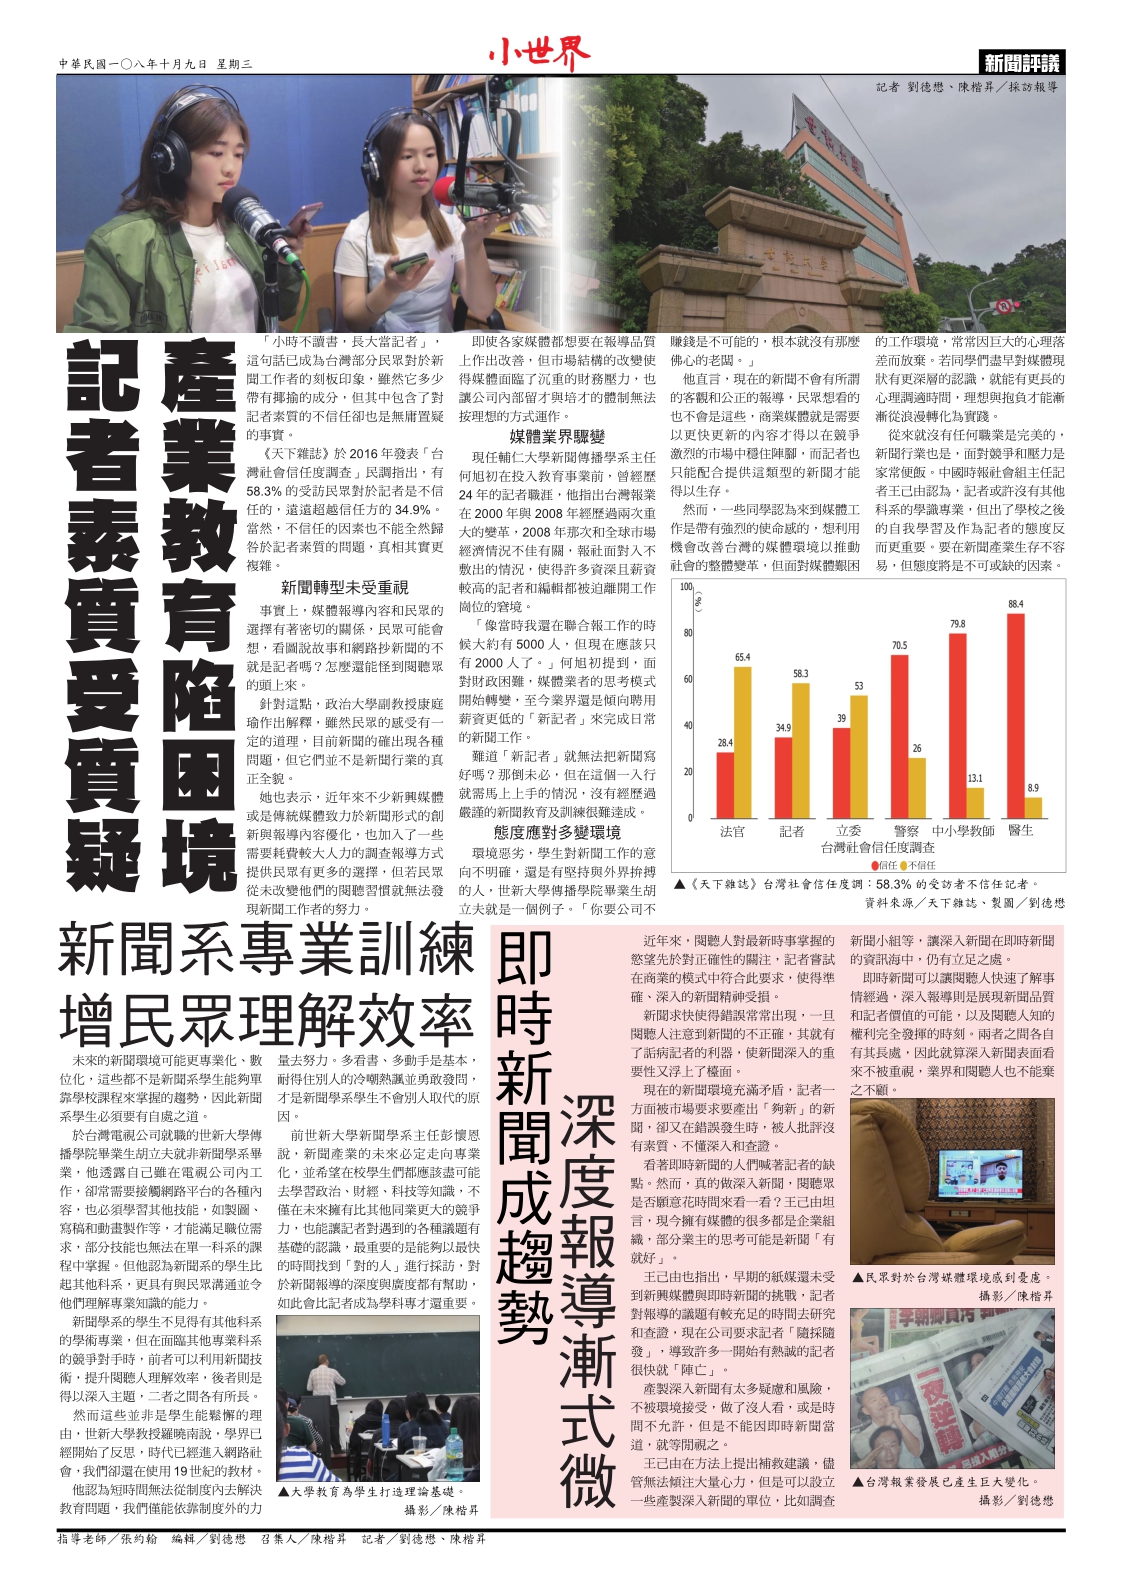 中華民國一〇八年十月九日 星期三
小世界
新聞評議
記者 劉德懋、陳楷昇／採訪報導
產業教育陷困境
記者素質受質疑
「小時不讀書，長大當記者」，
這句話已成為台灣部分民眾對於新
聞工作者的刻板印象，雖然它多少
帶有揶揄的成分，但其中包含了對
記者素質的不信任卻也是無庸置疑
的事實。
《天下雜誌》於 2016 年發表「台
灣社會信任度調查」民調指出，有
58.3% 的受訪民眾對於記者是不信
任的，遠遠超越信任方的 34.9%。
當然，不信任的因素也不能全然歸
咎於記者素質的問題，真相其實更
複雜。
新聞轉型未受重視
事實上，媒體報導內容和民眾的
選擇有著密切的關係，民眾可能會
想，看圖說故事和網路抄新聞的不
就是記者嗎？怎麼還能怪到閱聽眾
的頭上來。
針對這點，政治大學副教授康庭
瑜作出解釋，雖然民眾的感受有一
定的道理，目前新聞的確出現各種
問題，但它們並不是新聞行業的真
正全貌。
她也表示，近年來不少新興媒體
或是傳統媒體致力於新聞形式的創
新與報導內容優化，也加入了一些
需要耗費較大人力的調查報導方式
提供民眾有更多的選擇，但若民眾
從未改變他們的閱聽習慣就無法發
現新聞工作者的努力。
即使各家媒體都想要在報導品質
上作出改善，但市場結構的改變使
得媒體面臨了沉重的財務壓力，也
讓公司內部留才與培才的體制無法
按理想的方式運作。
媒體業界驟變
現任輔仁大學新聞傳播學系主任
何旭初在投入教育事業前，曾經歷
24 年的記者職涯，他指出台灣報業
在 2000 年與 2008 年經歷過兩次重
大的變革，2008 年那次和全球市場
經濟情況不佳有關，報社面對入不
敷出的情況，使得許多資深且薪資
較高的記者和編輯都被迫離開工作
崗位的窘境。
「像當時我還在聯合報工作的時
候大約有 5000 人，但現在應該只
有 2000 人了。」何旭初提到，面
對財政困難，媒體業者的思考模式
開始轉變，至今業界還是傾向聘用
薪資更低的「新記者」來完成日常
的新聞工作。
難道「新記者」就無法把新聞寫
好嗎？那倒未必，但在這個一入行
就需馬上上手的情況，沒有經歷過
嚴謹的新聞教育及訓練很難達成。
態度應對多變環境
環境惡劣，學生對新聞工作的意
向不明確，還是有堅持與外界拚搏
的人，世新大學傳播學院畢業生胡
立夫就是一個例子。「你要公司不
賺錢是不可能的，根本就沒有那麼
佛心的老闆。」
他直言，現在的新聞不會有所謂
的客觀和公正的報導，民眾想看的
也不會是這些，商業媒體就是需要
以更快更新的內容才得以在競爭
激烈的市場中穩住陣腳，而記者也
只能配合提供這類型的新聞才能
得以生存。
然而，一些同學認為來到媒體工
作是帶有強烈的使命感的，想利用
機會改善台灣的媒體環境以推動
社會的整體變革，但面對媒體艱困
的工作環境，常常因巨大的心理落
差而放棄。若同學們盡早對媒體現
狀有更深層的認識，就能有更長的
心理調適時間，理想與抱負才能漸
漸從浪漫轉化為實踐。
從來就沒有任何職業是完美的，
新聞行業也是，面對競爭和壓力是
家常便飯。中國時報社會組主任記
者王己由認為，記者或許沒有其他
科系的學識專業，但出了學校之後
的自我學習及作為記者的態度反
而更重要。要在新聞產業生存不容
易，但態度將是不可或缺的因素。
（%）
100
80
60
40
20
0
28.4 65.4 34.9 58.3 39 53 70.5 26 79.8 13.1 88.4 8.9
法官 記者 立委 警察 中小學教師 醫生
台灣社會信任度調查
信任 不信任
▲《天下雜誌》台灣社會信任度調：58.3% 的受訪者不信任記者。
資料來源／天下雜誌、製圖／劉德懋
新聞系專業訓練
增民眾理解效率
未來的新聞環境可能更專業化、數
位化，這些都不是新聞系學生能夠單
靠學校課程來掌握的趨勢，因此新聞
系學生必須要有自處之道。
於台灣電視公司就職的世新大學傳
播學院畢業生胡立夫就非新聞學系畢
業，他透露自己雖在電視公司內工
作，卻常需要接觸網路平台的各種內
容，也必須學習其他技能，如製圖、
寫稿和動畫製作等，才能滿足職位需
求，部分技能也無法在單一科系的課
程中掌握。但他認為新聞系的學生比
起其他科系，更具有與民眾溝通並令
他們理解專業知識的能力。
新聞學系的學生不見得有其他科系
的學術專業，但在面臨其他專業科系
的競爭對手時，前者可以利用新聞技
術，提升閱聽人理解效率，後者則是
得以深入主題，二者之間各有所長。
然而這些並非是學生能鬆懈的理
由，世新大學教授羅曉南說，學界已
經開始了反思，時代已經進入網路社
會，我們卻還在使用 19 世紀的教材。
他認為短時間無法從制度內去解決
教育問題，我們僅能依靠制度外的力
量去努力。多看書、多動手是基本，
耐得住別人的冷嘲熱諷並勇敢發問，
才是新聞學系學生不會別人取代的原
因。
前世新大學新聞學系主任彭懷恩
說，新聞產業的未來必定走向專業
化，並希望在校學生們都應該盡可能
去學習政治、財經、科技等知識，不
僅在未來擁有比其他同業更大的競爭
力，也能讓記者對遇到的各種議題有
基礎的認識，最重要的是能夠以最快
的時間找到「對的人」進行採訪，對
於新聞報導的深度與廣度都有幫助，
如此會比記者成為學科專才還重要。
▲大學教育為學生打造理論基礎。
攝影／陳楷昇
即時新聞成趨勢
深度報導漸式微
近年來，閱聽人對最新時事掌握的
慾望先於對正確性的關注，記者嘗試
在商業的模式中符合此要求，使得準
確、深入的新聞精神受損。
新聞求快使得錯誤常常出現，一旦
閱聽人注意到新聞的不正確，其就有
了詬病記者的利器，使新聞深入的重
要性又浮上了檯面。
現在的新聞環境充滿矛盾，記者一
方面被市場要求要產出「夠新」的新
聞，卻又在錯誤發生時，被人批評沒
有素質、不懂深入和查證。
看著即時新聞的人們喊著記者的缺
點。然而，真的做深入新聞，閱聽眾
是否願意花時間來看一看？王己由坦
言，現今擁有媒體的很多都是企業組
織，部分業主的思考可能是新聞「有
就好」。
王己由也指出，早期的紙媒還未受
到新興媒體與即時新聞的挑戰，記者
對報導的議題有較充足的時間去研究
和查證，現在公司要求記者「隨採隨
發」，導致許多一開始有熱誠的記者
很快就「陣亡」。
產製深入新聞有太多疑慮和風險，
不被環境接受，做了沒人看，或是時
間不允許，但是不能因即時新聞當
道，就等閒視之。
王己由在方法上提出補救建議，儘
管無法傾注大量心力，但是可以設立
一些產製深入新聞的單位，比如調查
新聞小組等，讓深入新聞在即時新聞
的資訊海中，仍有立足之處。
即時新聞可以讓閱聽人快速了解事
情經過，深入報導則是展現新聞品質
和記者價值的可能，以及閱聽人知的
權利完全發揮的時刻。兩者之間各自
有其長處，因此就算深入新聞表面看
來不被重視，業界和閱聽人也不能棄
之不顧。
▲民眾對於台灣媒體環境感到憂慮。
攝影／陳楷昇
一夜逆轉
▲台灣報業發展已產生巨大變化。
攝影／劉德懋
指導老師／張約翰 編輯／劉德懋 召集人／陳楷昇 記者／劉德懋、陳楷昇